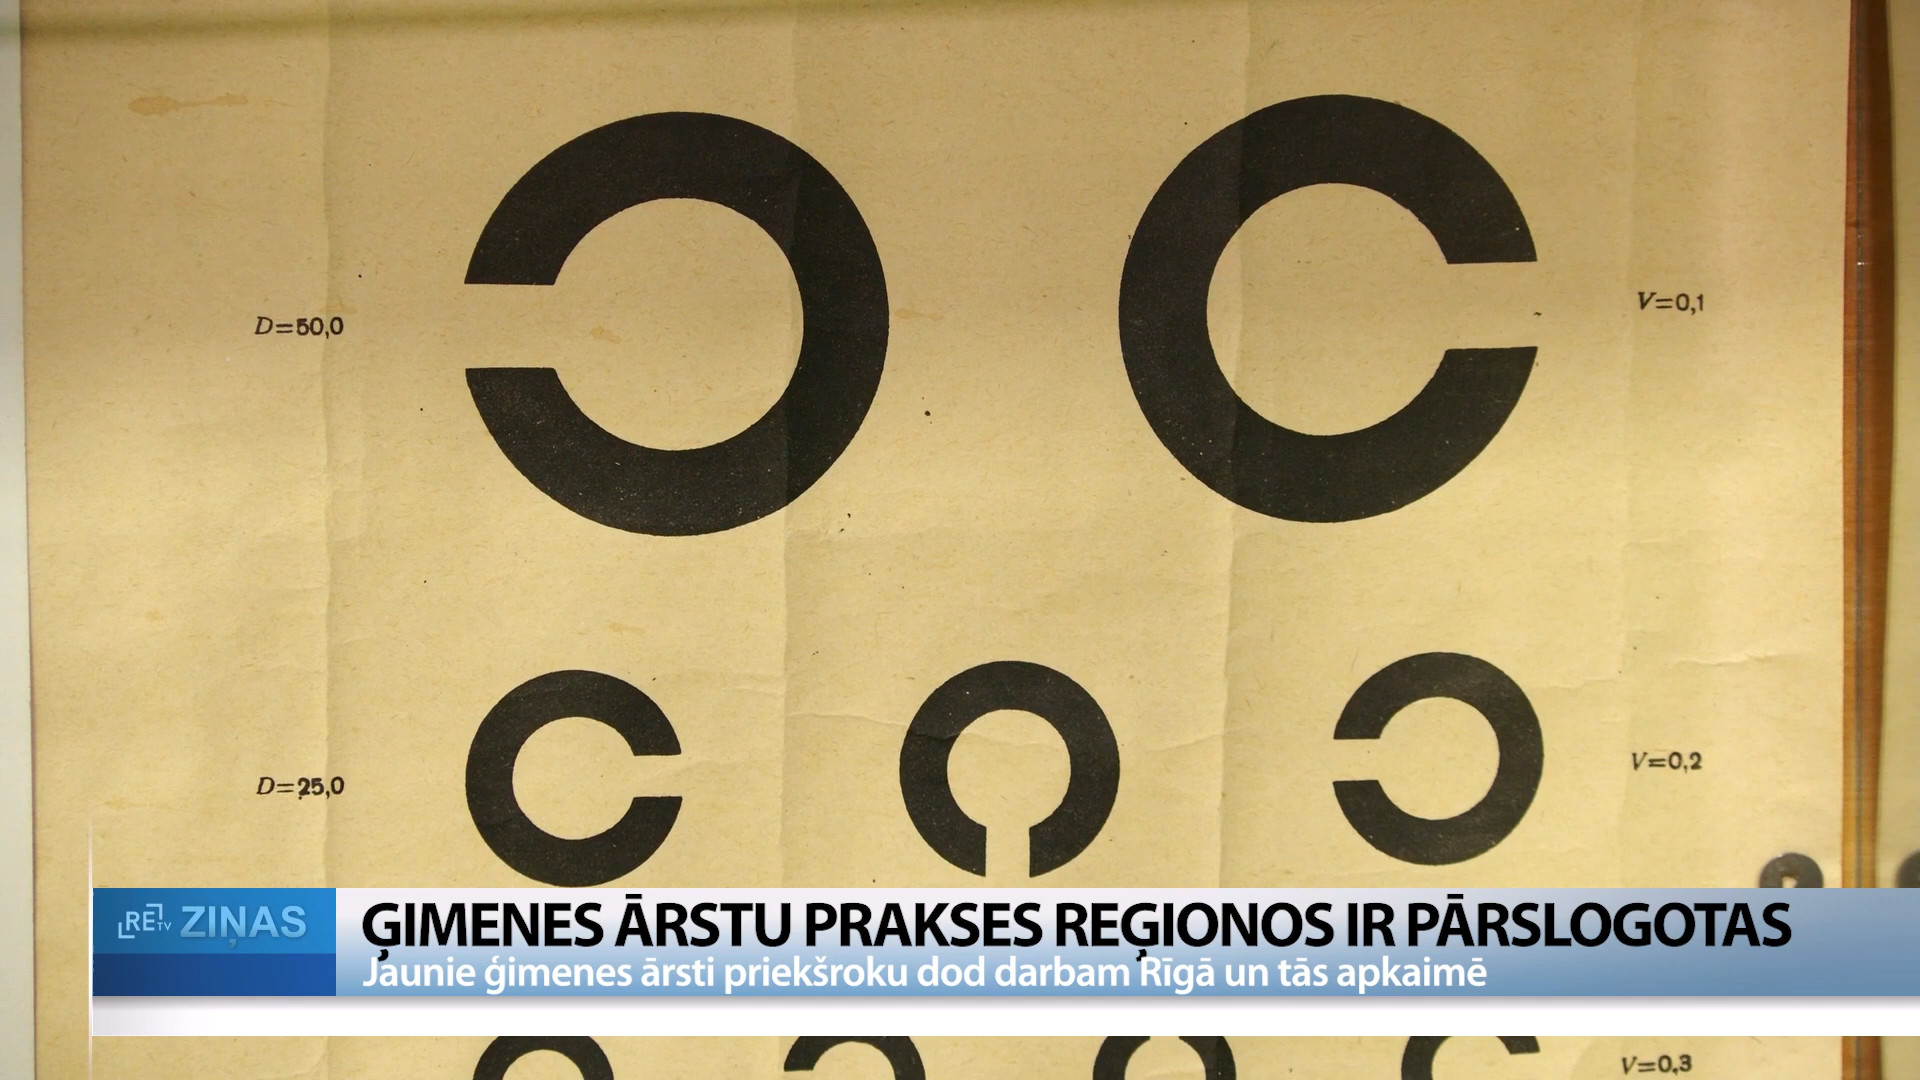 D=50,0
V=0,1
D=25,0
V=0,2
RE TV ZIŅAS
ĢIMENES ĀRSTU PRAKSES REĢIONOS IR PĀRSLOGOTAS
Jaunie ģimenes ārsti priekšroku dod darbam Rīgā un tās apkaimē
V=0,3